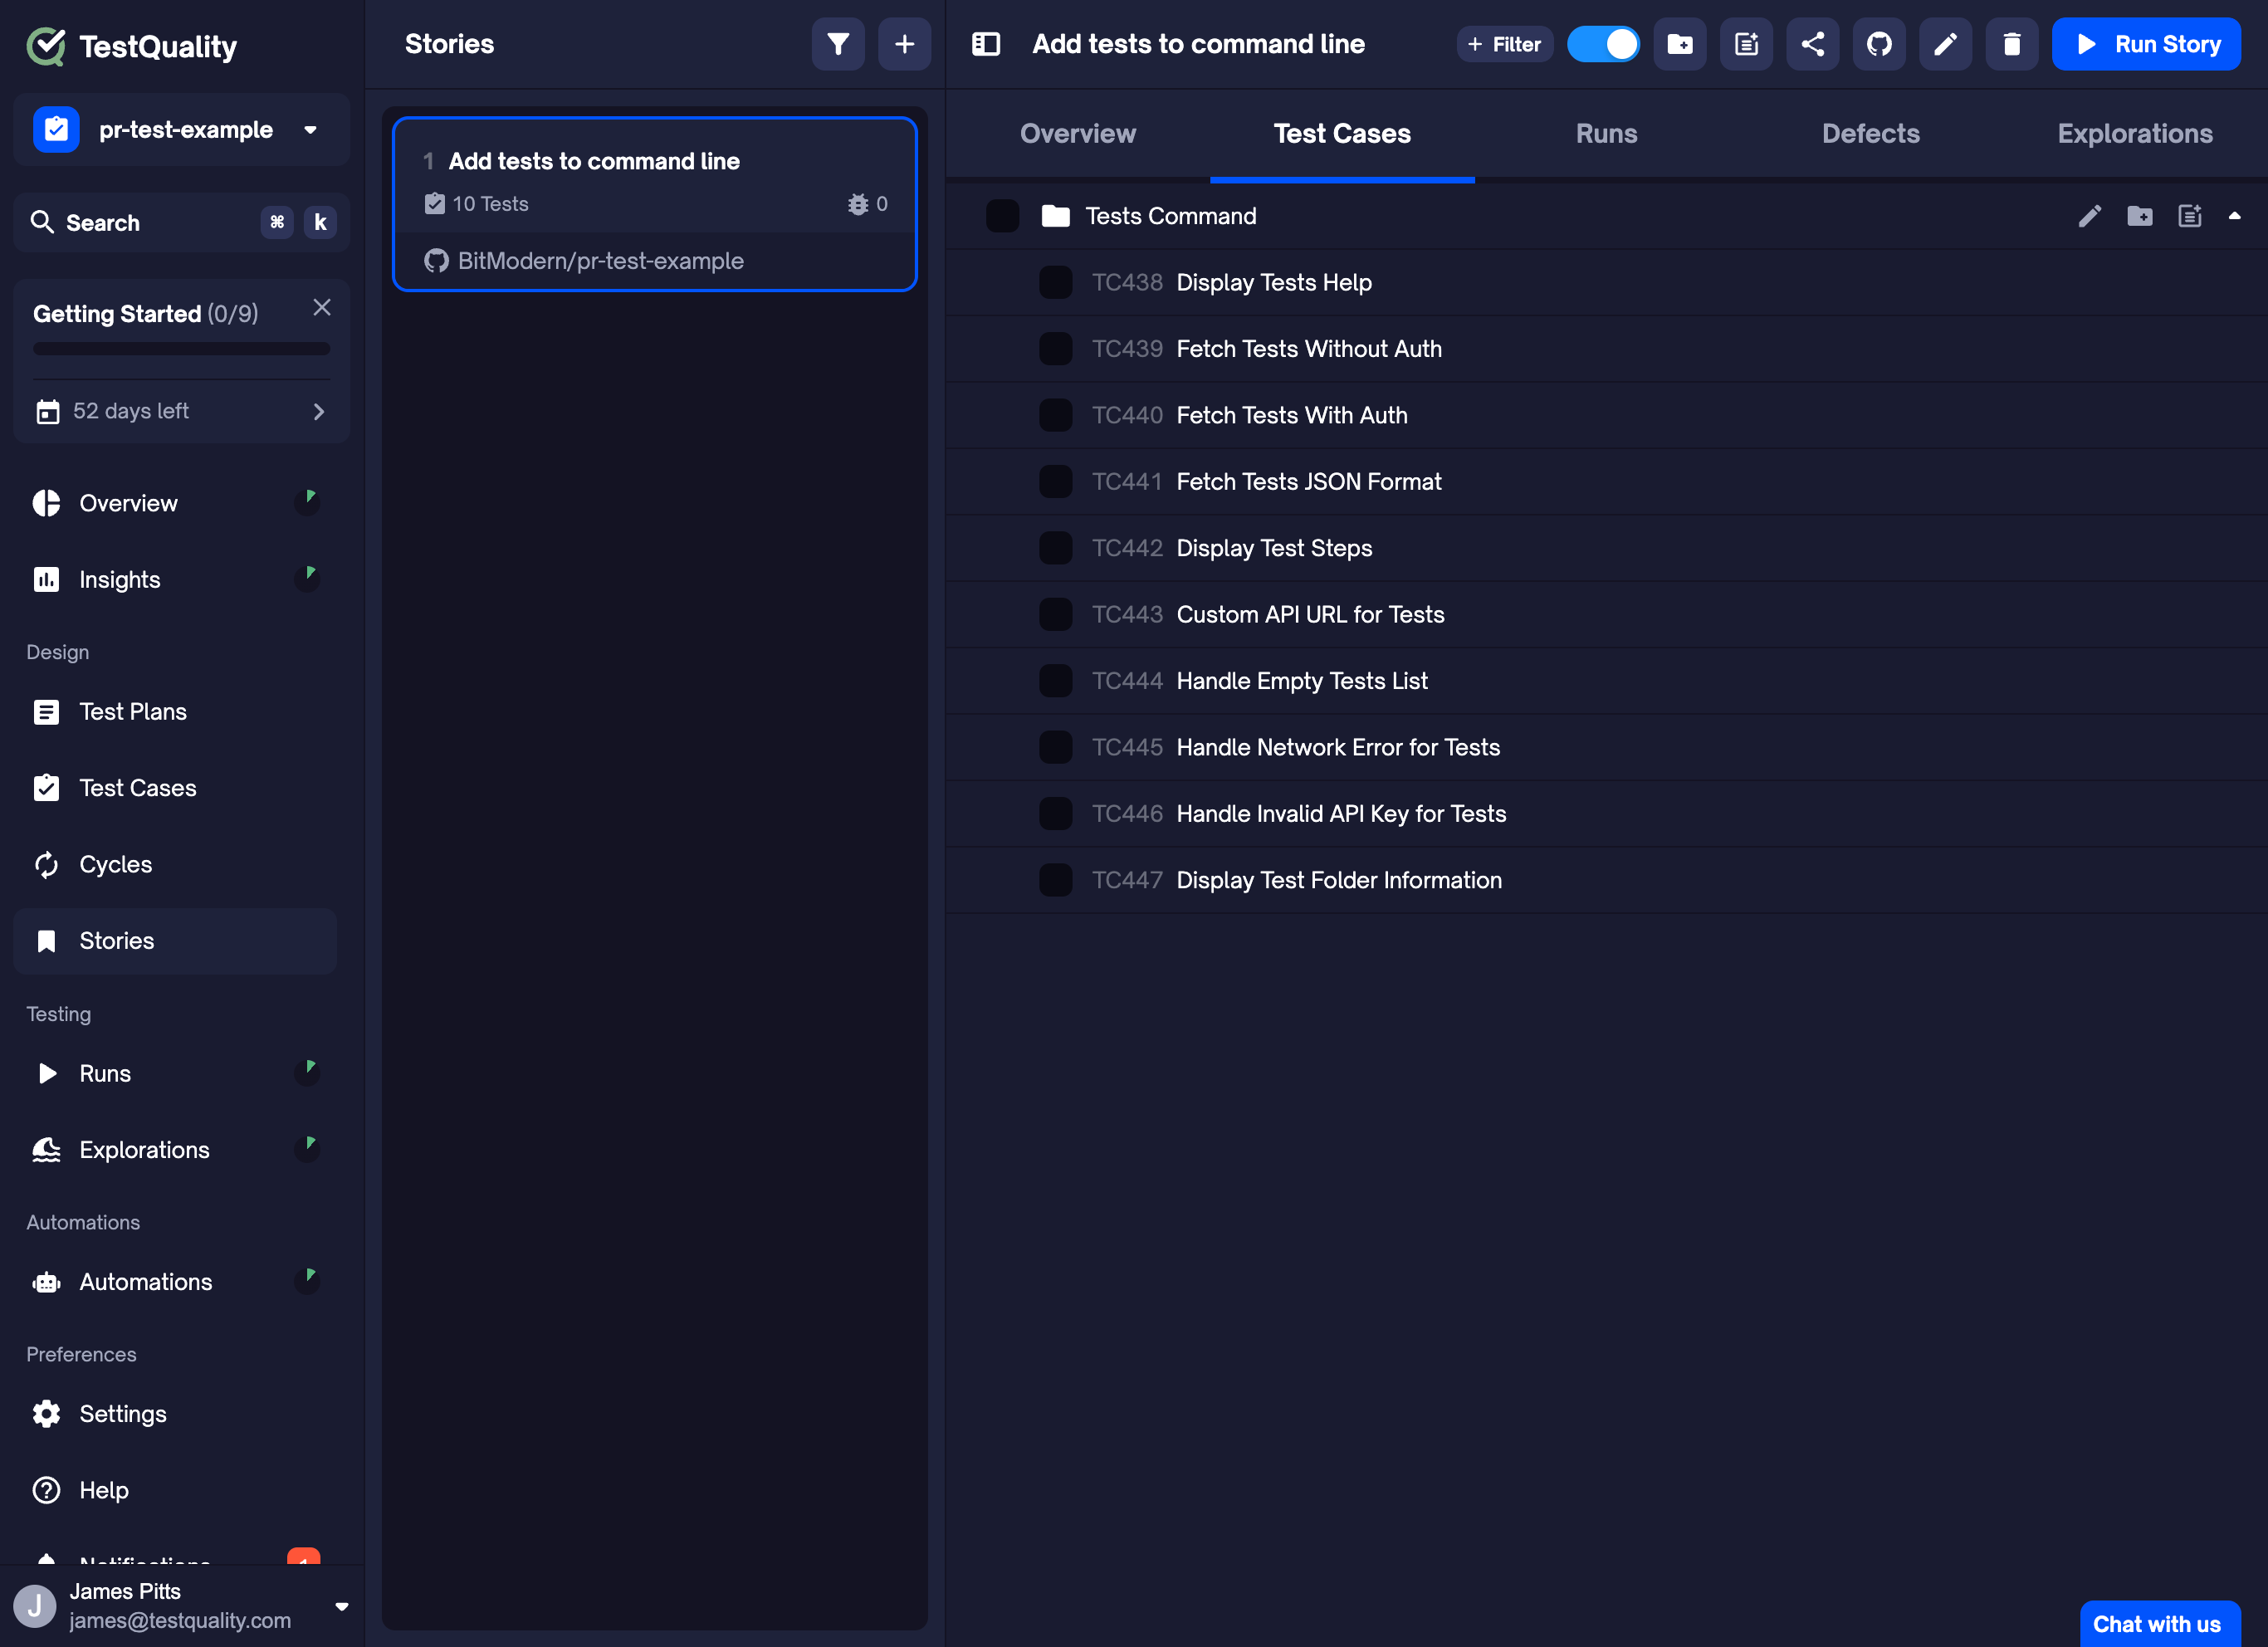 TestQuality
pr-test-example
Search ⌘ k
Getting Started (0/9)
52 days left
Overview
Insights
Design
Test Plans
Test Cases
Cycles
Stories
Testing
Runs
Explorations
Automations
Automations
Preferences
Settings
Help
Notifications 1
J
James Pitts
james@testquality.com
Stories
1 Add tests to command line
10 Tests 0
BitModern/pr-test-example
Add tests to command line
+ Filter
Run Story
Overview Test Cases Runs Defects Explorations
Tests Command
TC438 Display Tests Help
TC439 Fetch Tests Without Auth
TC440 Fetch Tests With Auth
TC441 Fetch Tests JSON Format
TC442 Display Test Steps
TC443 Custom API URL for Tests
TC444 Handle Empty Tests List
TC445 Handle Network Error for Tests
TC446 Handle Invalid API Key for Tests
TC447 Display Test Folder Information
Chat with us